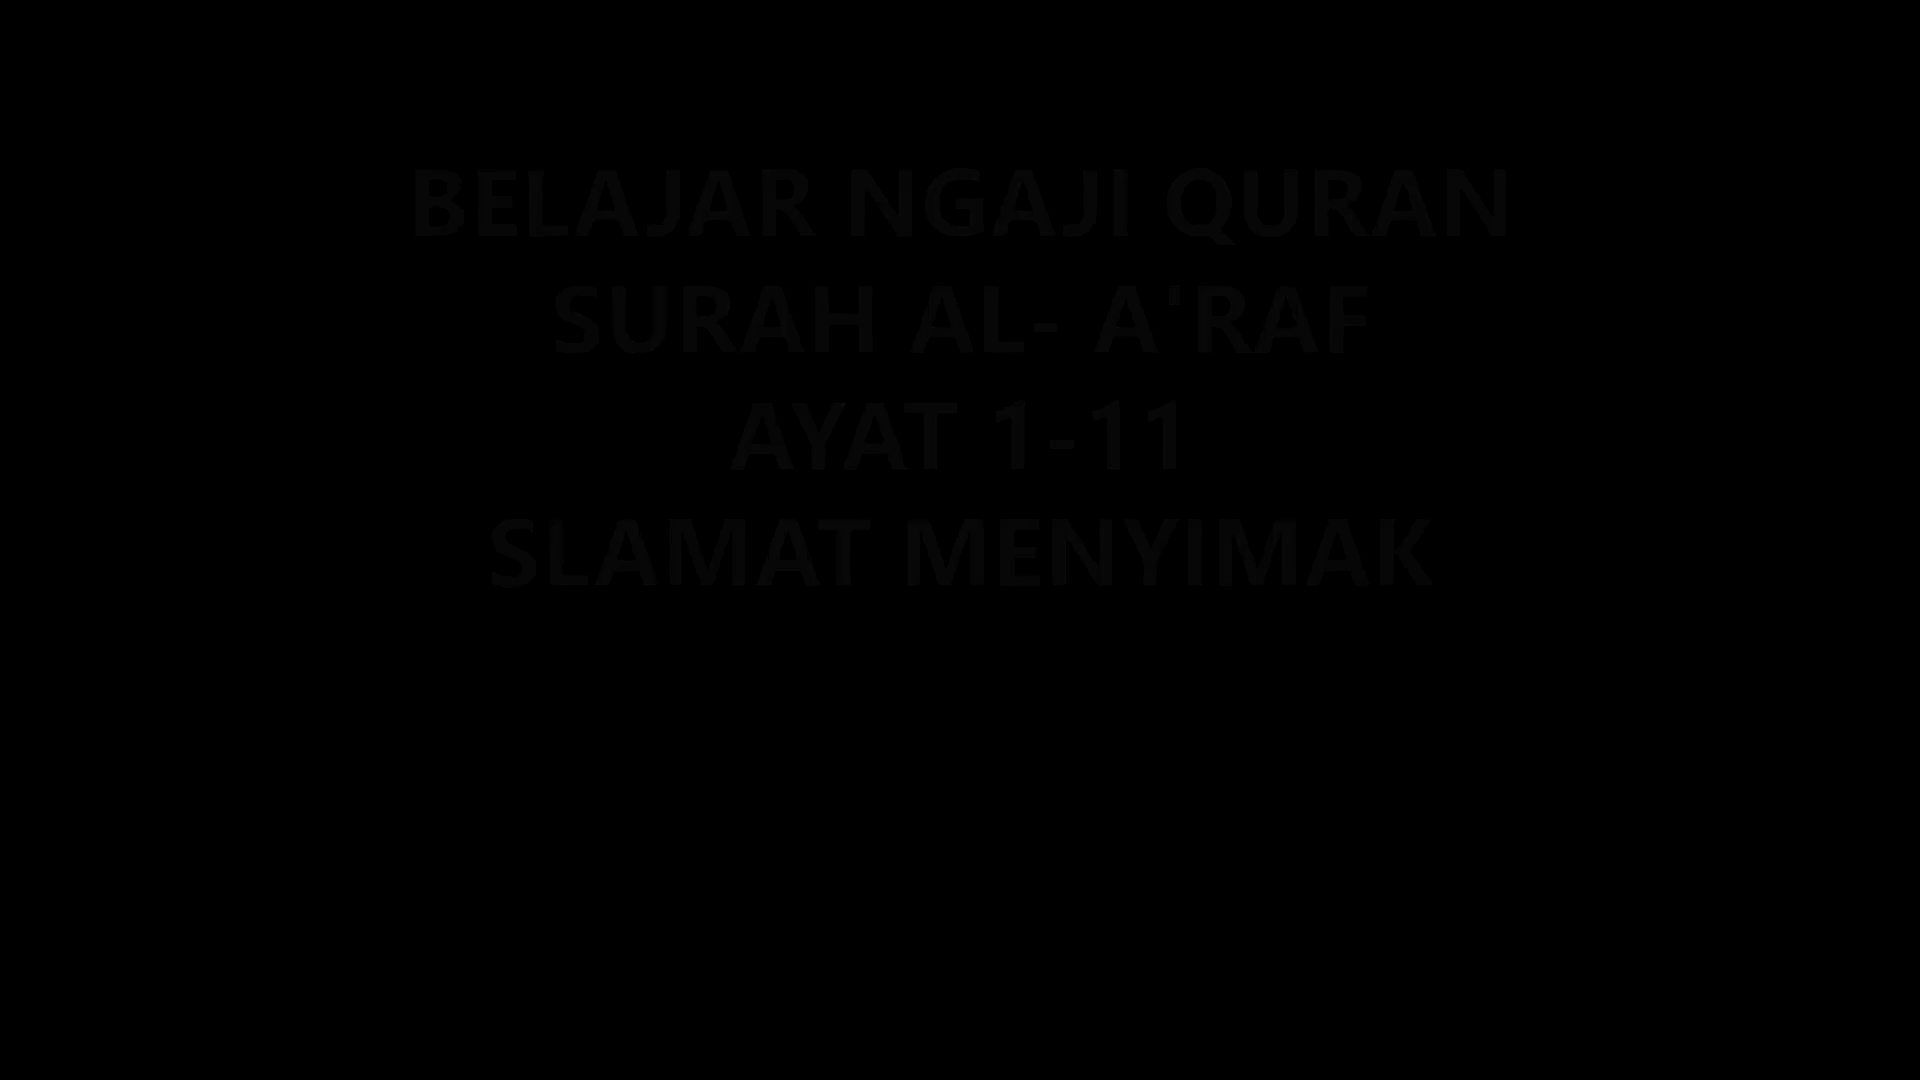 BELAJAR NGAJI QURAN
SURAH AL- A'RAF
AYAT 1-11
SLAMAT MENYIMAK